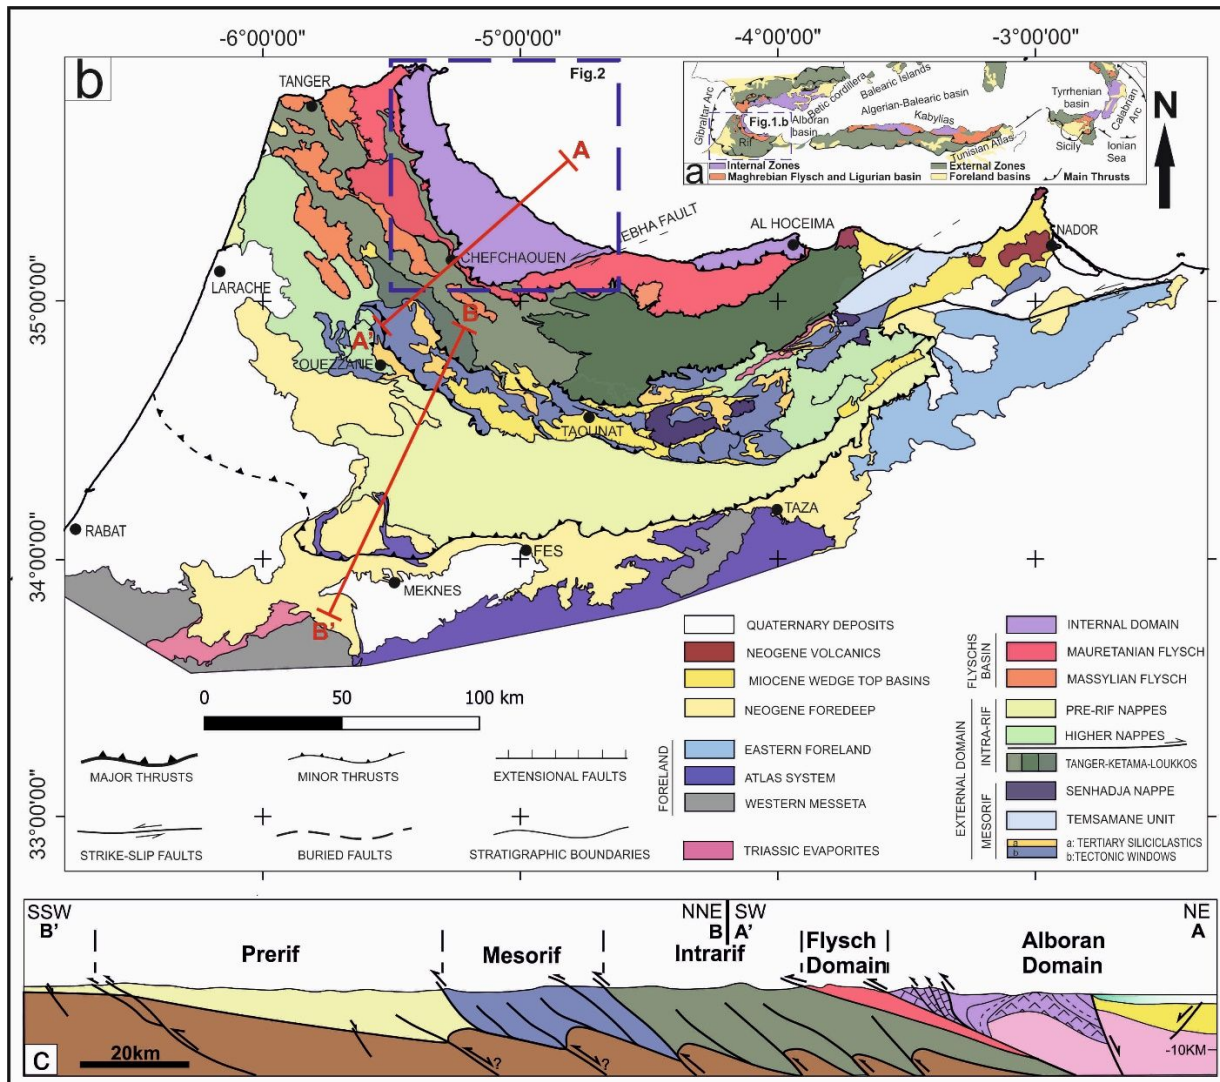 -6°00'00"
-5°00'00"
-4°00'00"
-3°00'00"
b
TANGER
Fig.2
A
EBHA FAULT
AL HOCEIMA
NADOR
CHEFCHAOUEN
LARACHE
B
A'
OUEZZANE
TAOUNAT
RABAT
TAZA
FES
MEKNES
B'
35°00'00"
34°00'00"
33°00'00"
Gibraltar Arc
Betic cordillera
Balearic Islands
Algerian-Balearic basin
Tyrrhenian
basin
Calabrian
Arc
Fig.1.b
Alboran
basin
Kabylias
Rif
Tunisian Atlas
Sicily
Ionian
Sea
a
Internal Zones
External Zones
Maghrebian Flysch and Ligurian basin
Foreland basins
Main Thrusts
N
0 50 100 km
MAJOR THRUSTS
MINOR THRUSTS
EXTENSIONAL FAULTS
STRIKE-SLIP FAULTS
BURIED FAULTS
STRATIGRAPHIC BOUNDARIES
QUATERNARY DEPOSITS
NEOGENE VOLCANICS
MIOCENE WEDGE TOP BASINS
NEOGENE FOREDEEP
FORELAND
EASTERN FORELAND
ATLAS SYSTEM
WESTERN MESSETA
TRIASSIC EVAPORITES
FLYSCHS
BASIN
INTERNAL DOMAIN
MAURETANIAN FLYSCH
MASSYLIAN FLYSCH
EXTERNAL DOMAIN
INTRA-RIF
PRE-RIF NAPPES
HIGHER NAPPES
TANGER-KETAMA-LOUKKOS
MESORIF
SENHADJA NAPPE
TEMSAMANE UNIT
a
b
a: TERTIARY SILICICLASTICS
b:TECTONIC WINDOWS
SSW
B'
NNE
B
SW
A'
NE
A
Prerif
Mesorif
Intrarif
Flysch
Domain
Alboran
Domain
?
?
-10KM
c
20km